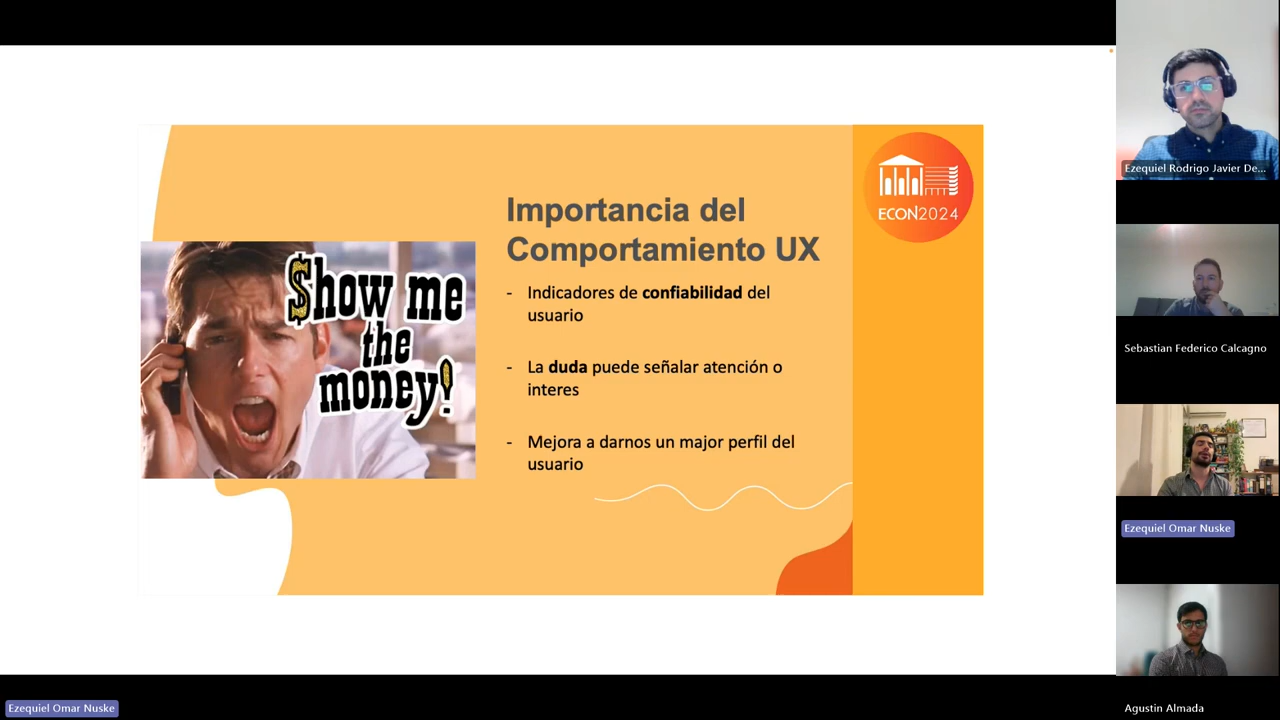 Importancia del
Comportamiento UX
- Indicadores de confiabilidad del
usuario
- La duda puede señalar atención o
interes
- Mejora a darnos un major perfil del
usuario
$how me
the
money!
ECON2024
Ezequiel Rodrigo Javier De...
Sebastian Federico Calcagno
Ezequiel Omar Nuske
Agustin Almada
Ezequiel Omar Nuske